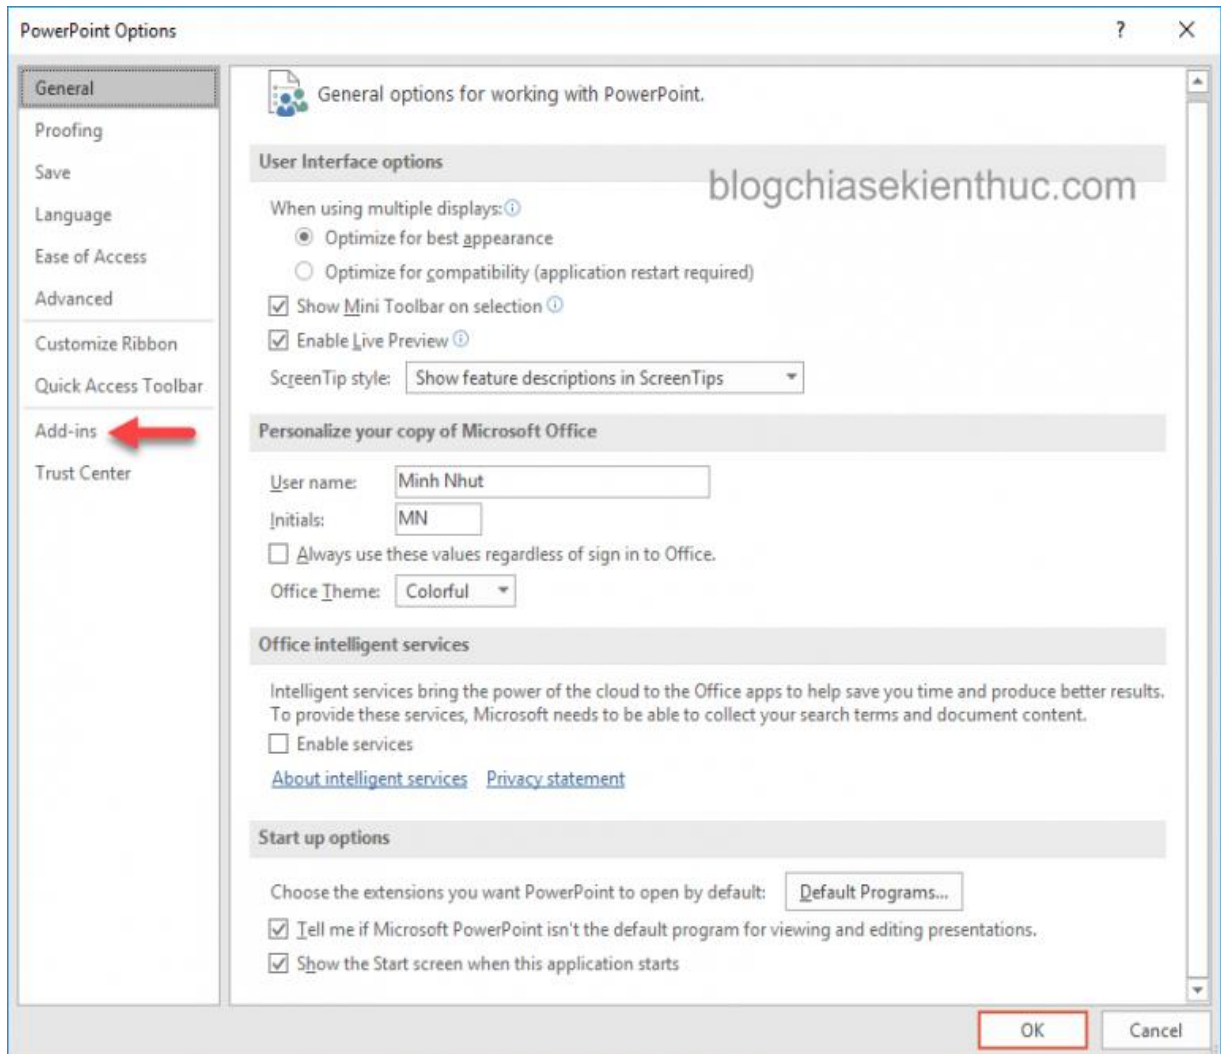 PowerPoint Options
?
General
Proofing
Save
Language
Ease of Access
Advanced
Customize Ribbon
Quick Access Toolbar
Add-ins
Trust Center
General options for working with PowerPoint.
User Interface options
blogchiasekienthuc.com
When using multiple displays:
Optimize for best appearance
Optimize for compatibility (application restart required)
Show Mini Toolbar on selection
Enable Live Preview
ScreenTip style: Show feature descriptions in ScreenTips
Personalize your copy of Microsoft Office
User name: Minh Nhut
Initials: MN
Always use these values regardless of sign in to Office.
Office Theme: Colorful
Office intelligent services
Intelligent services bring the power of the cloud to the Office apps to help save you time and produce better results.
To provide these services, Microsoft needs to be able to collect your search terms and document content.
Enable services
About intelligent services Privacy statement
Start up options
Choose the extensions you want PowerPoint to open by default: Default Programs...
Tell me if Microsoft PowerPoint isn't the default program for viewing and editing presentations.
Show the Start screen when this application starts
OK Cancel